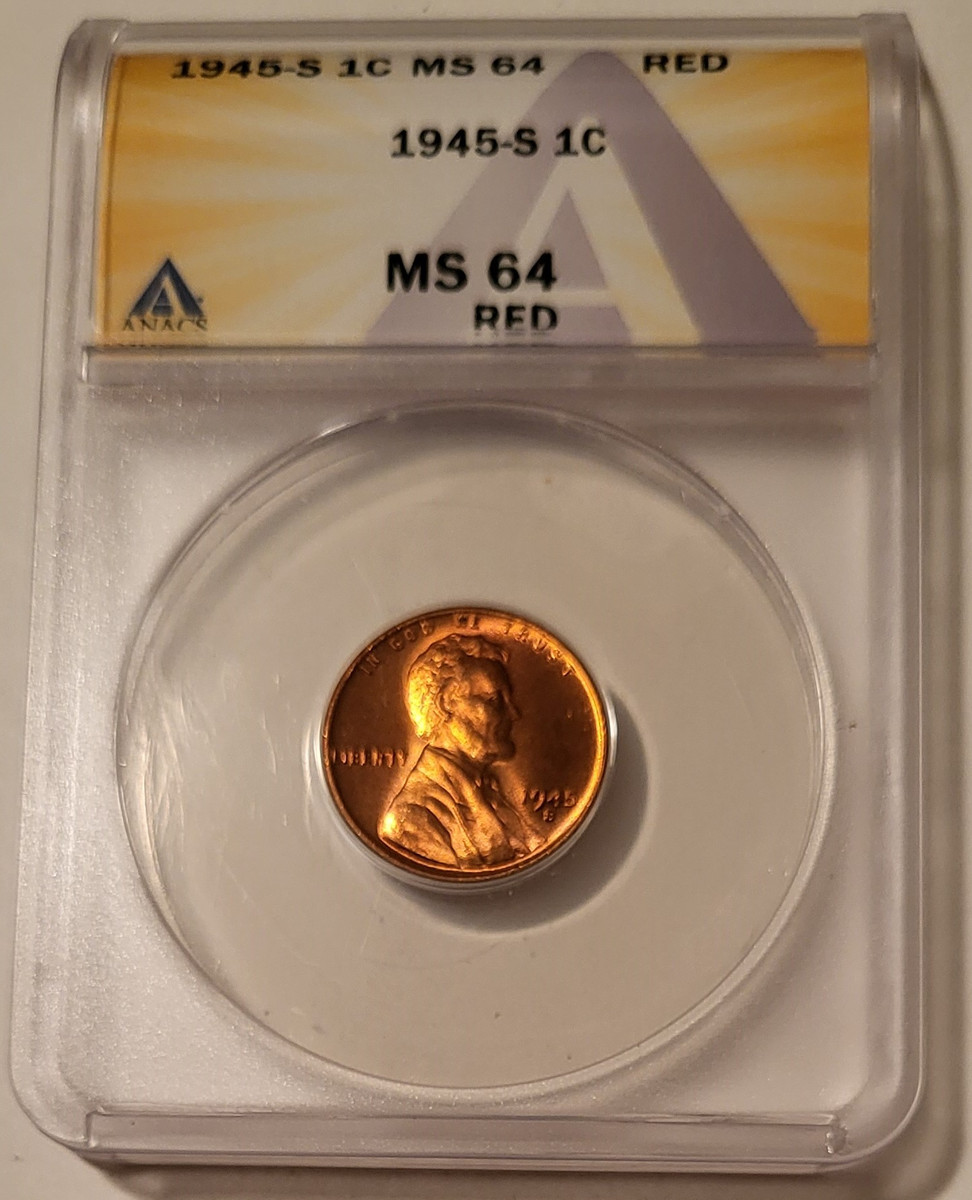 1945-S 1C MS 64 RED
1945-S 1C
MS 64
RED
ANACS
IN GOD WE TRUST
LIBERTY
1945
S